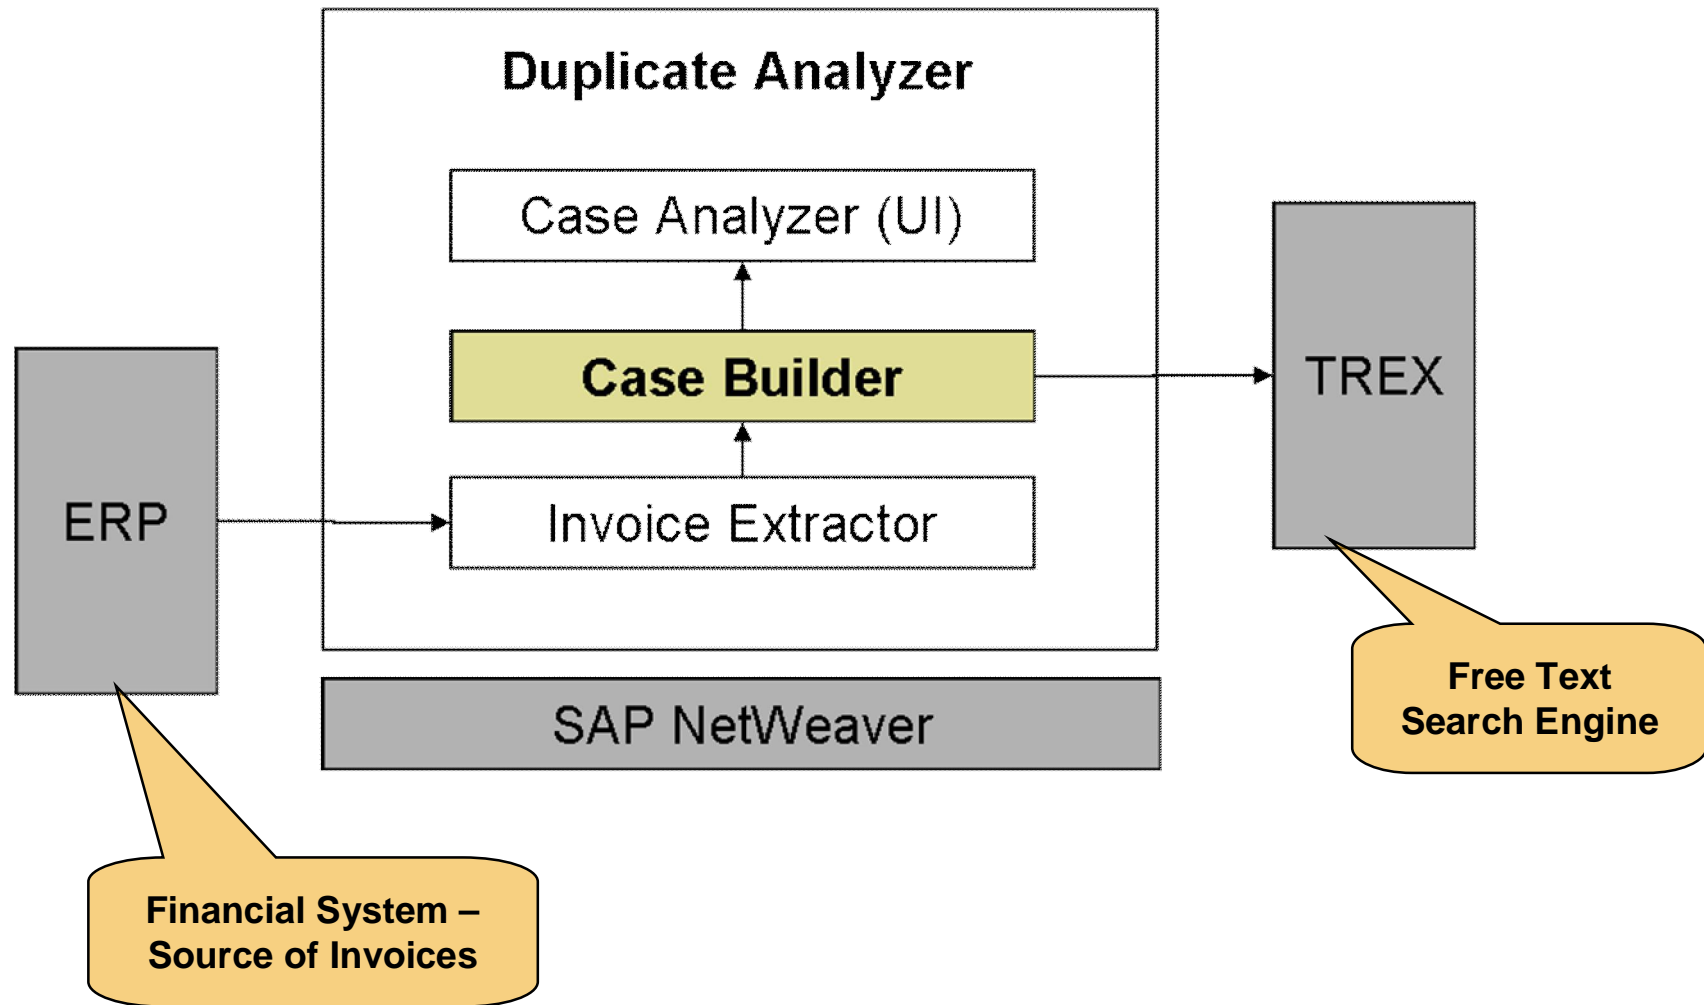 Duplicate Analyzer
Case Analyzer (UI)
Case Builder
Invoice Extractor
ERP
TREX
SAP NetWeaver
Free Text
Search Engine
Financial System –
Source of Invoices